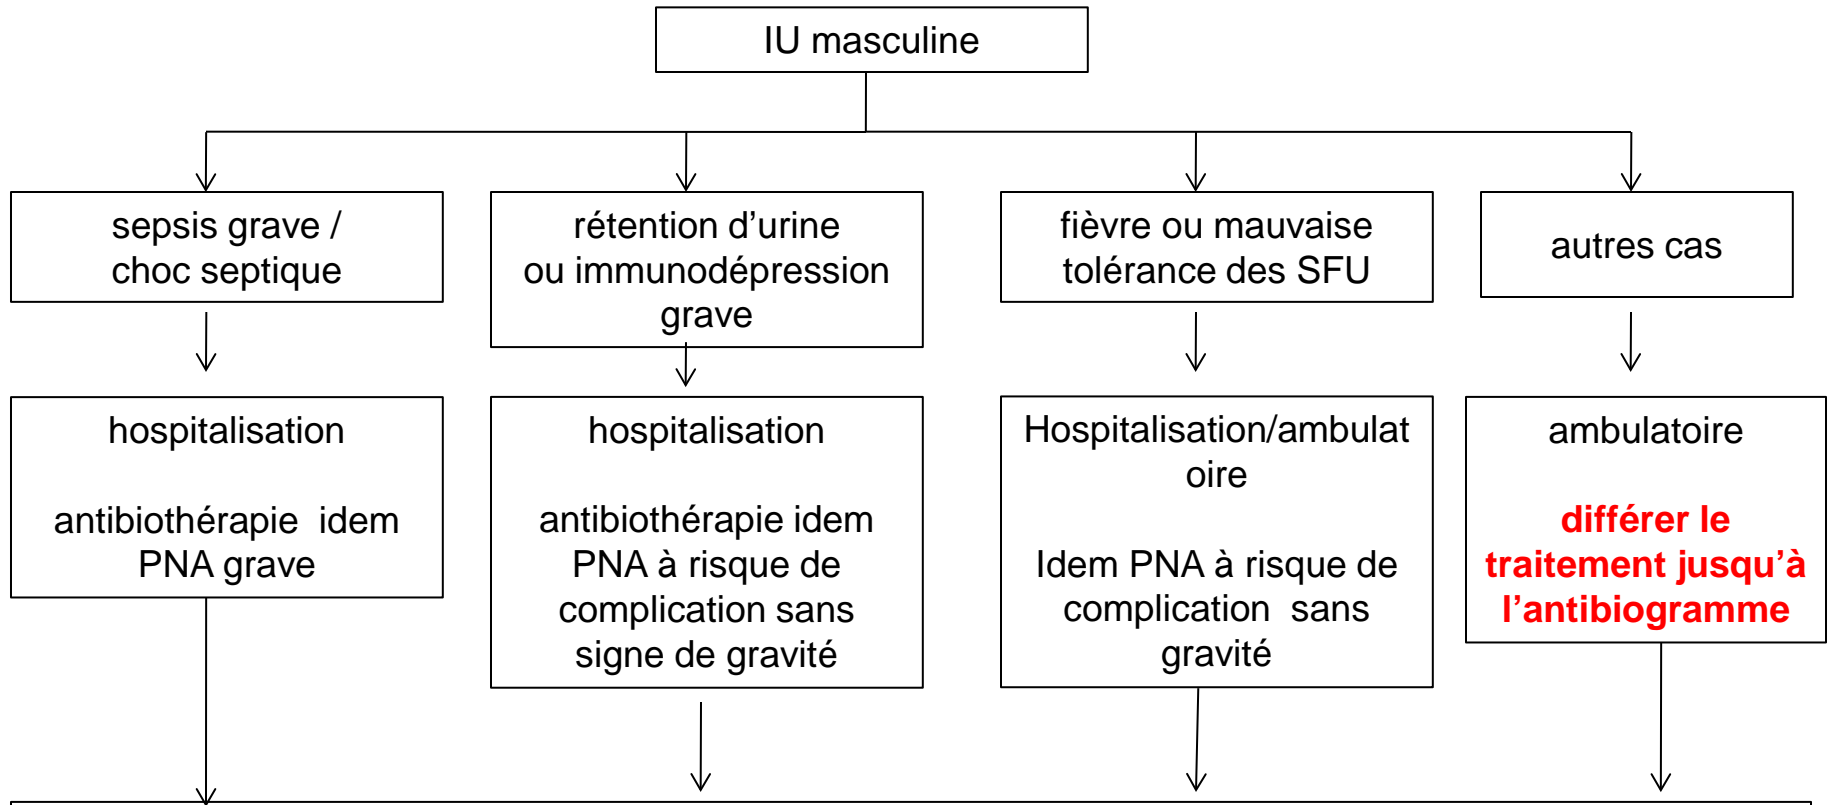 IU masculine
sepsis grave /
choc septique
rétention d’urine
ou immunodépression
grave
fièvre ou mauvaise
tolérance des SFU
autres cas
hospitalisation
antibiothérapie idem
PNA grave
hospitalisation
antibiothérapie idem
PNA à risque de
complication sans
signe de gravité
Hospitalisation/ambulat
oire
Idem PNA à risque de
complication sans
gravité
ambulatoire
différer le
traitement jusqu’à
l’antibiogramme